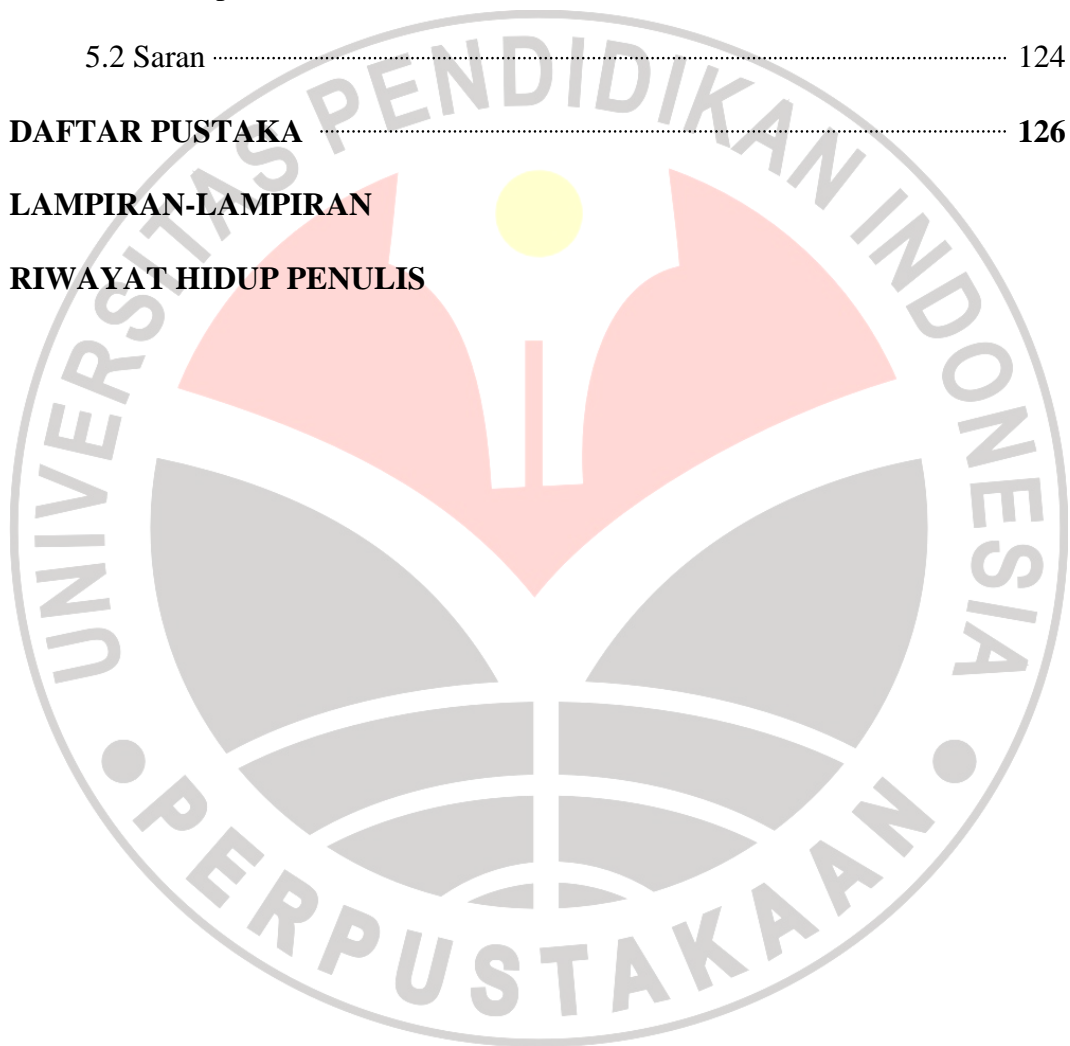 5.2 Saran 124
DAFTAR PUSTAKA 126
LAMPIRAN-LAMPIRAN
RIWAYAT HIDUP PENULIS
UNIVERSITAS PENDIDIKAN INDONESIA
PERPUSTAKAAN